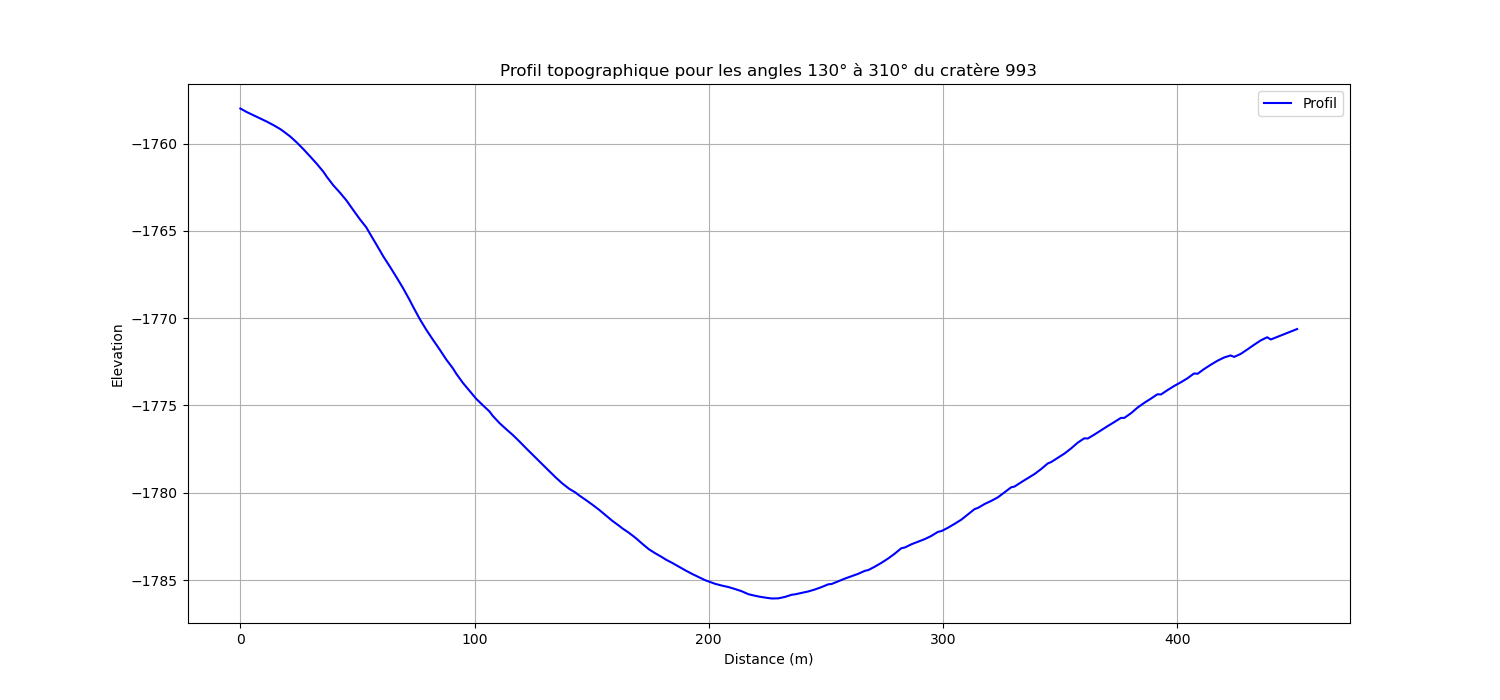 Profil topographique pour les angles 130° à 310° du cratère 993
Profil
−1760
−1765
−1770
−1775
−1780
−1785
Elevation
0 100 200 300 400
Distance (m)